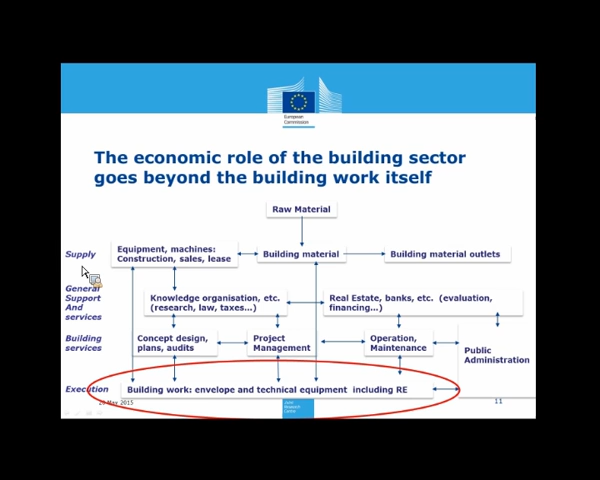 European
Commission
The economic role of the building sector
goes beyond the building work itself
Raw Material
Supply
Equipment, machines:
Construction, sales, lease
Building material
Building material outlets
General
Support
And
services
Knowledge organisation, etc.
(research, law, taxes...)
Real Estate, banks, etc. (evaluation,
financing...)
Building
services
Concept design,
plans, audits
Project
Management
Operation,
Maintenance
Public
Administration
Execution
Building work: envelope and technical equipment including RE
May 2015
Joint
Research
Centre
11